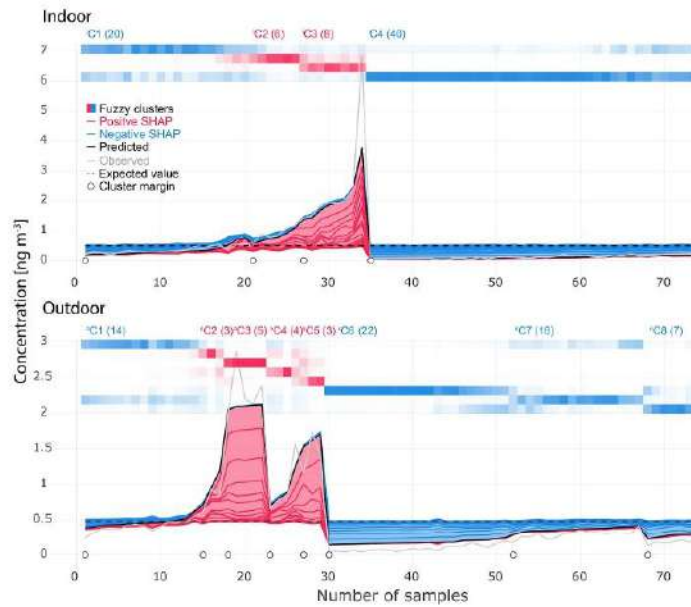 Indoor
°C1 (20) °C2 (6) °C3 (8) °C4 (40)
7
6
5
4
3
2
1
0
Fuzzy clusters
Positve SHAP
Negative SHAP
Predicted
Observed
Expected value
Cluster margin
0 10 20 30 40 50 60 70
Concentration [ng m⁻³]
Outdoor
°C1 (14) °C2 (3) °C3 (5) °C4 (4) °C5 (3) °C6 (22) °C7 (16) °C8 (7)
3
2.5
2
1.5
1
0.5
0
0 10 20 30 40 50 60 70
Number of samples